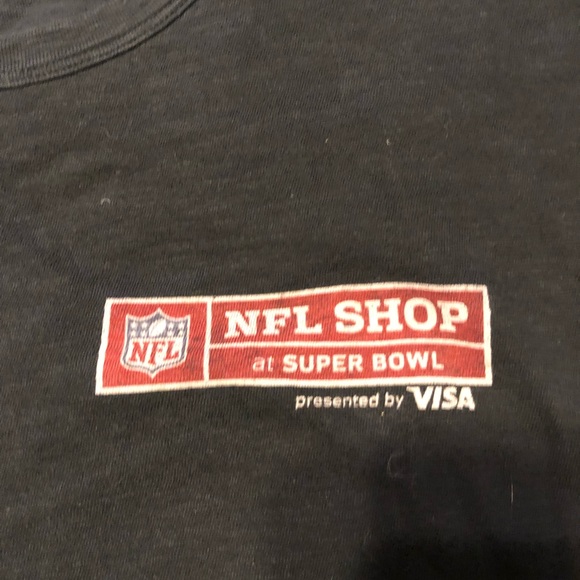 NFL
NFL SHOP
at SUPER BOWL
presented by VISA